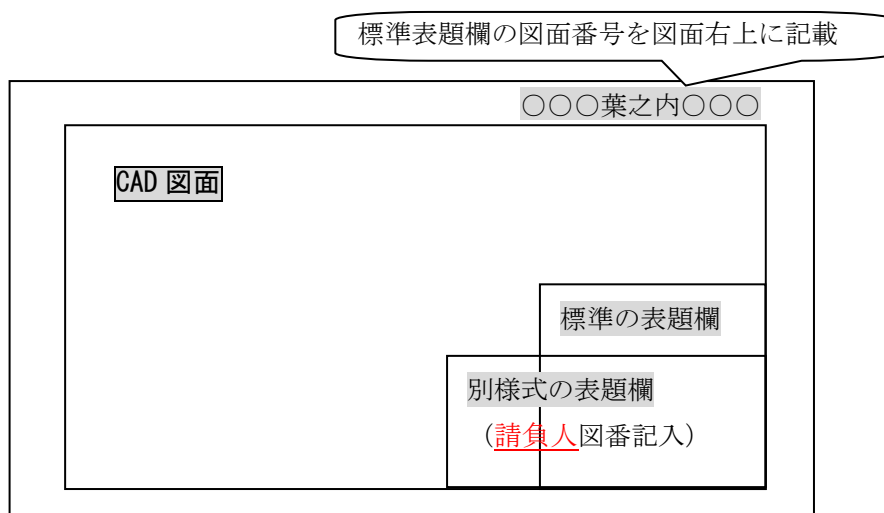 標準表題欄の図面番号を図面右上に記載
○○○葉之内○○○
CAD 図面
標準の表題欄
別様式の表題欄
（請負人図番記入）